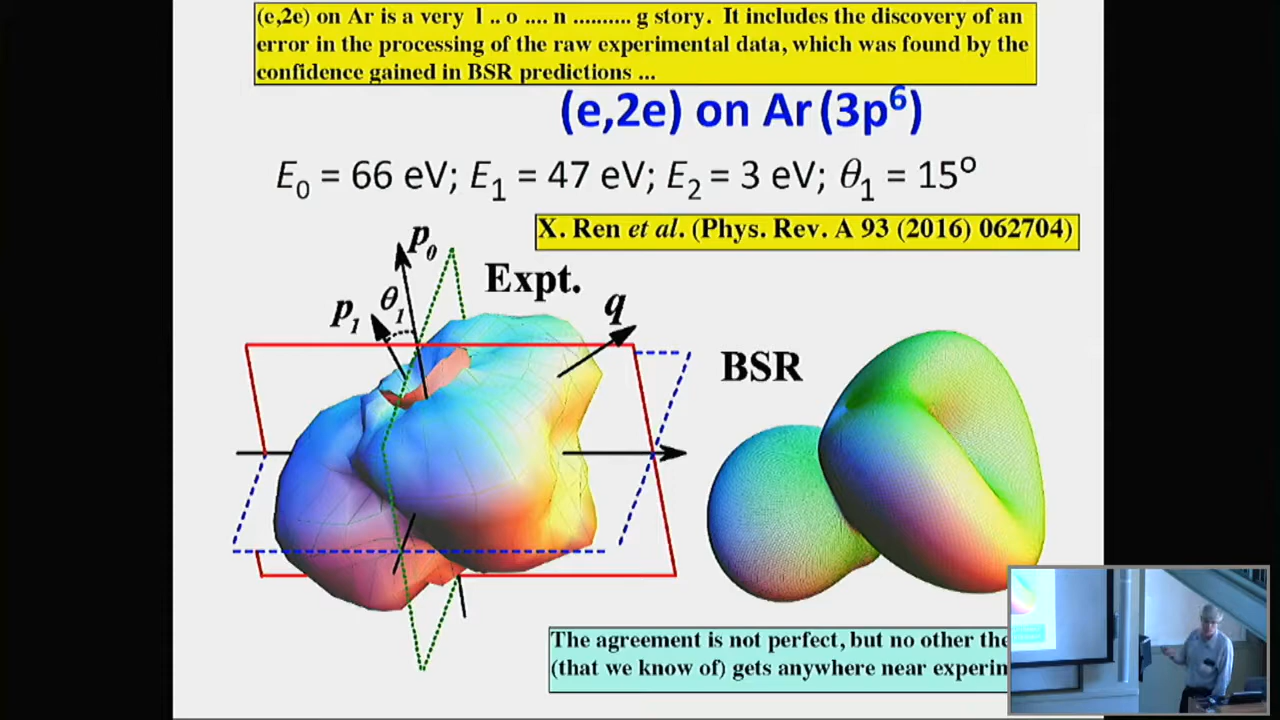 (e,2e) on Ar is a very l .. o .... n .......... g story. It includes the discovery of an
error in the processing of the raw experimental data, which was found by the
confidence gained in BSR predictions ...
(e,2e) on Ar (3p⁶)
E₀ = 66 eV; E₁ = 47 eV; E₂ = 3 eV; θ₁ = 15°
X. Ren et al. (Phys. Rev. A 93 (2016) 062704)
p₀
Expt.
θ₁
p₁
q
BSR
The agreement is not perfect, but no other the
(that we know of) gets anywhere near experin